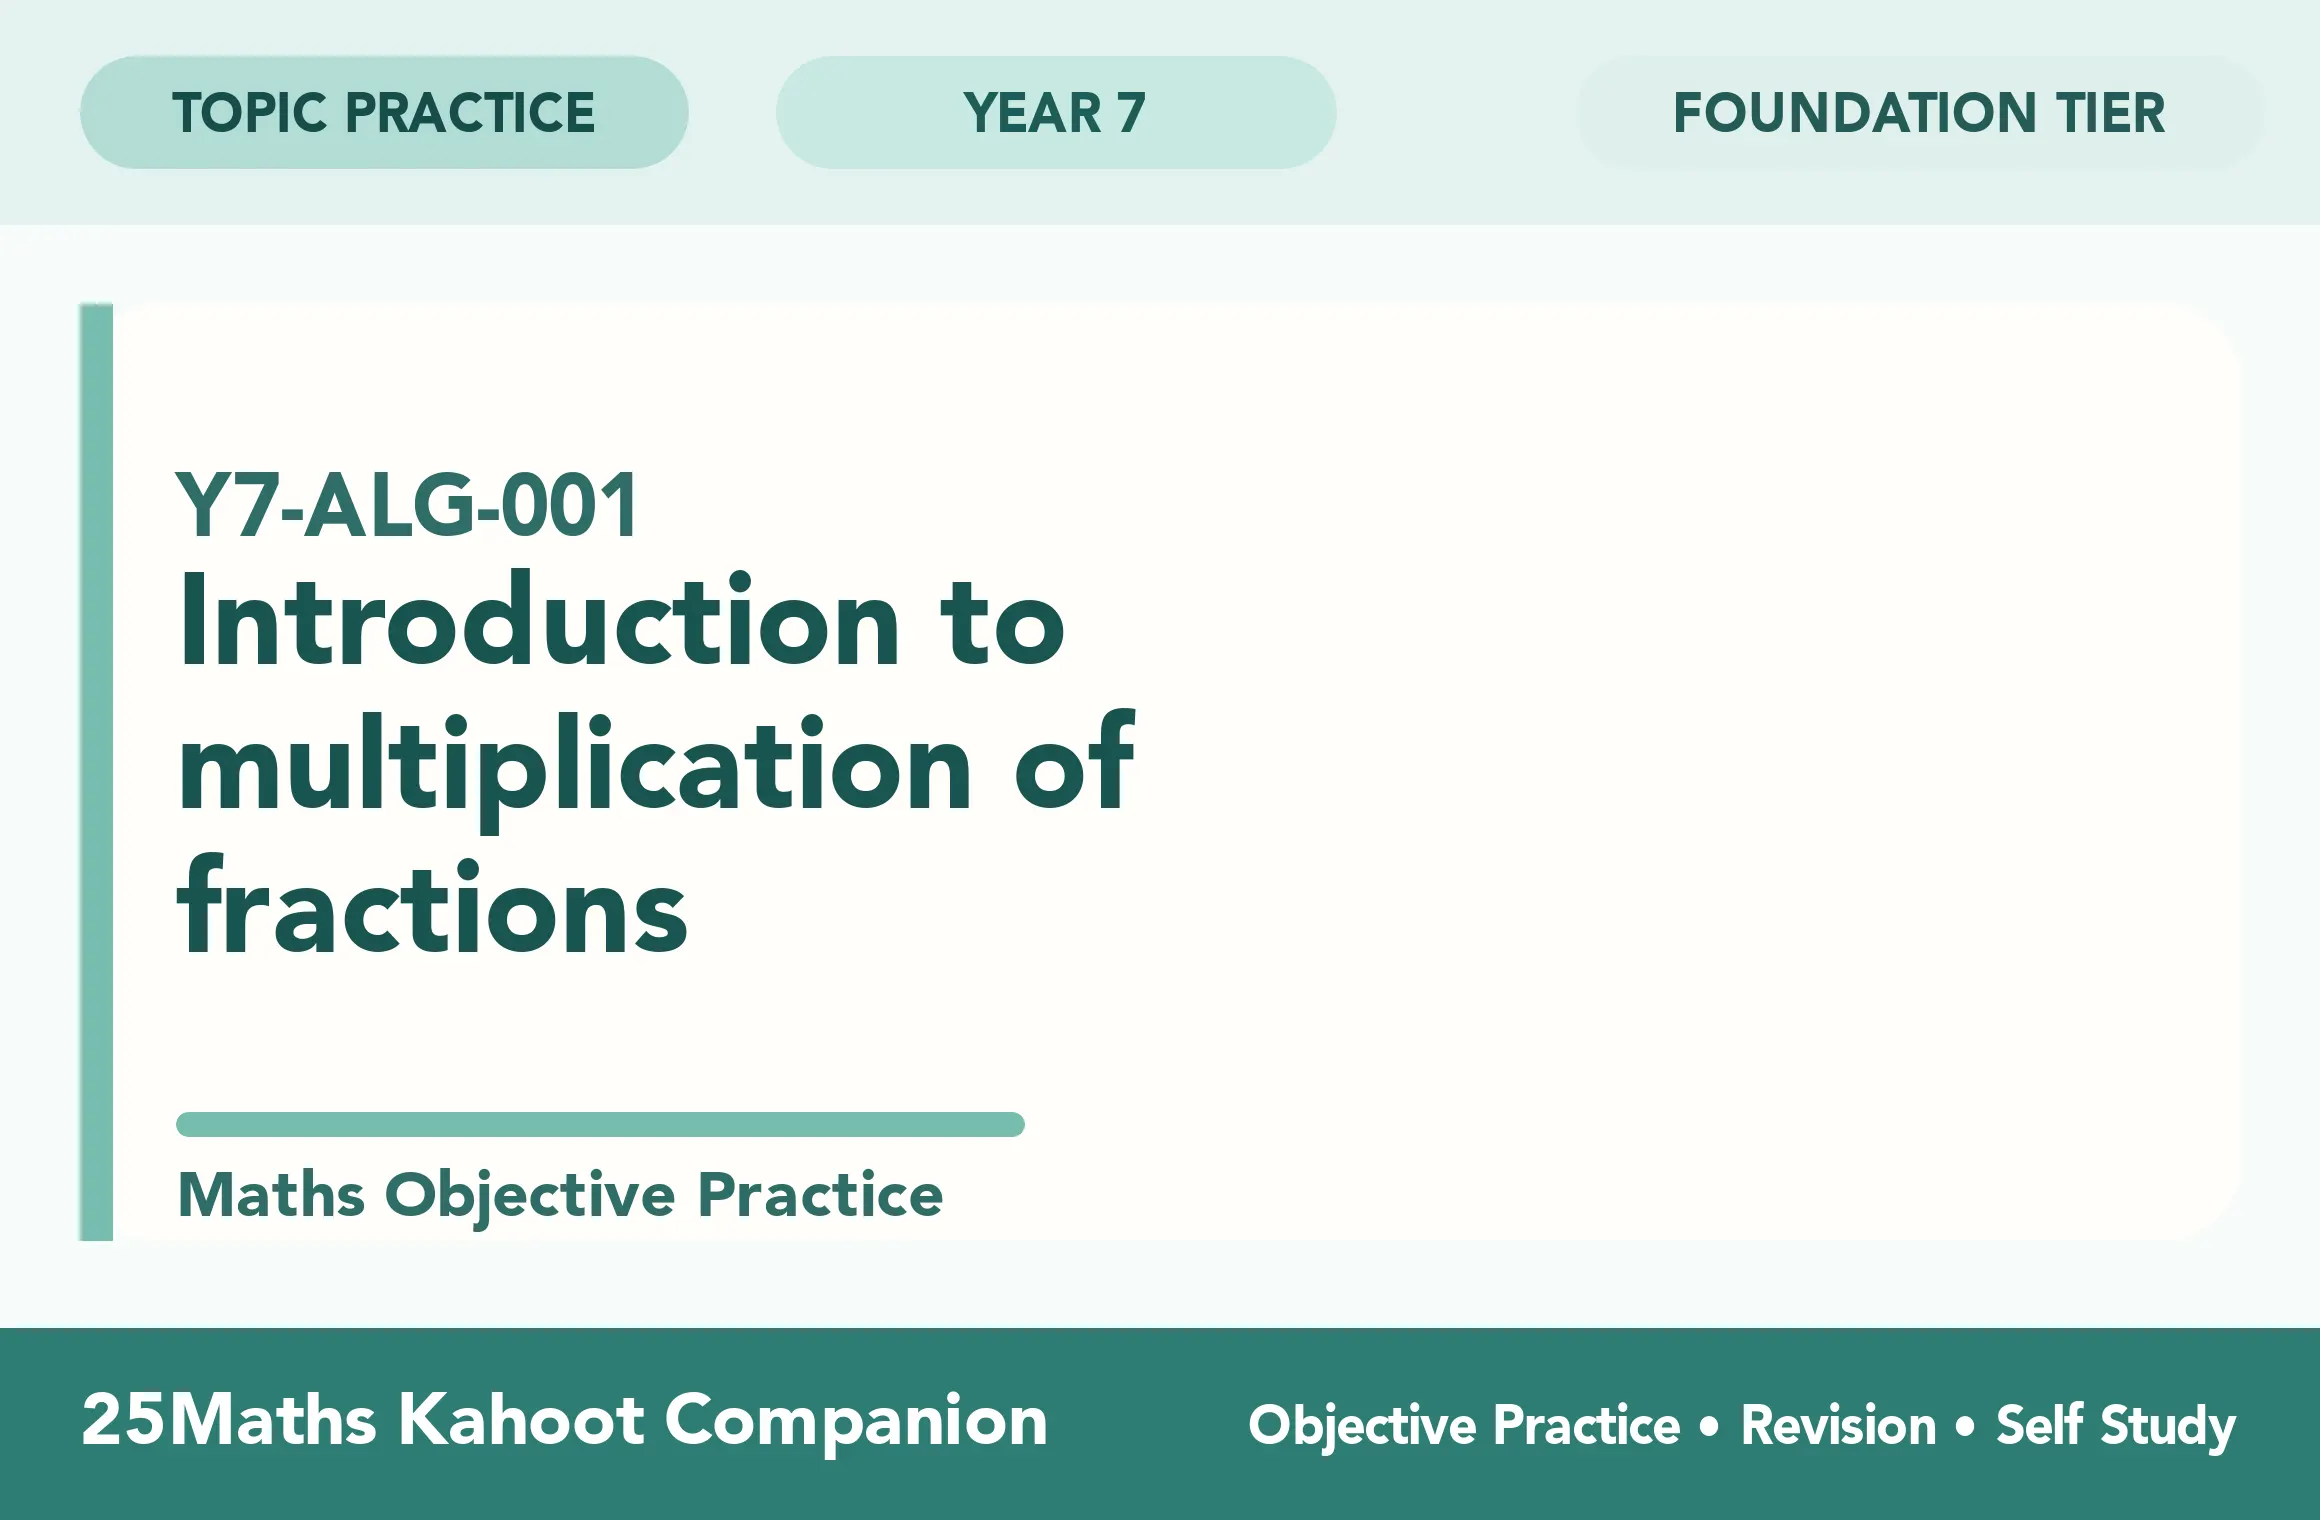 TOPIC PRACTICE
YEAR 7
FOUNDATION TIER
Y7-ALG-001
Introduction to
multiplication of
fractions
Maths Objective Practice
25Maths Kahoot Companion
Objective Practice • Revision • Self Study